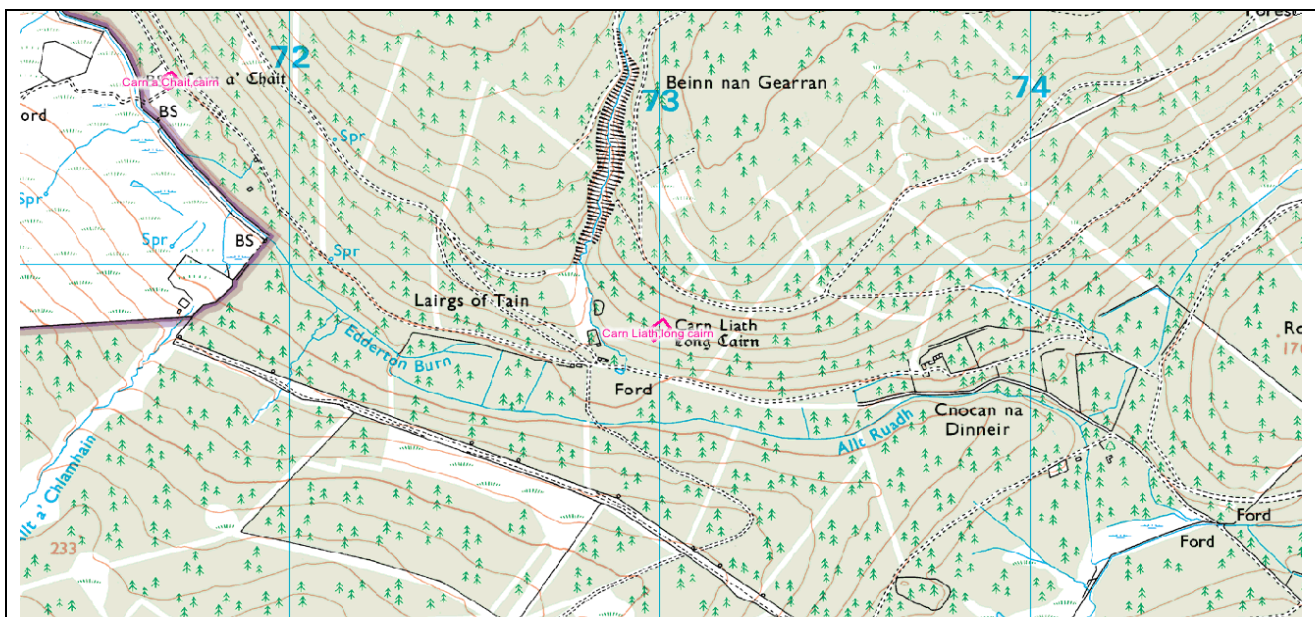 Forest
72
Carn a Chait,cairn
a' Chait
Beinn nan Gearran
73
74
BS
ord
Spr
Spr
Spr
BS
Spr
Lairgs of Tain
Carn Liath
Carn Liath,long cairn
Long Cairn
Edderton Burn
Ford
Cnocan na
Dinneir
Allt Ruadh
Allt a' Chlamhain
233
Ford
Ford